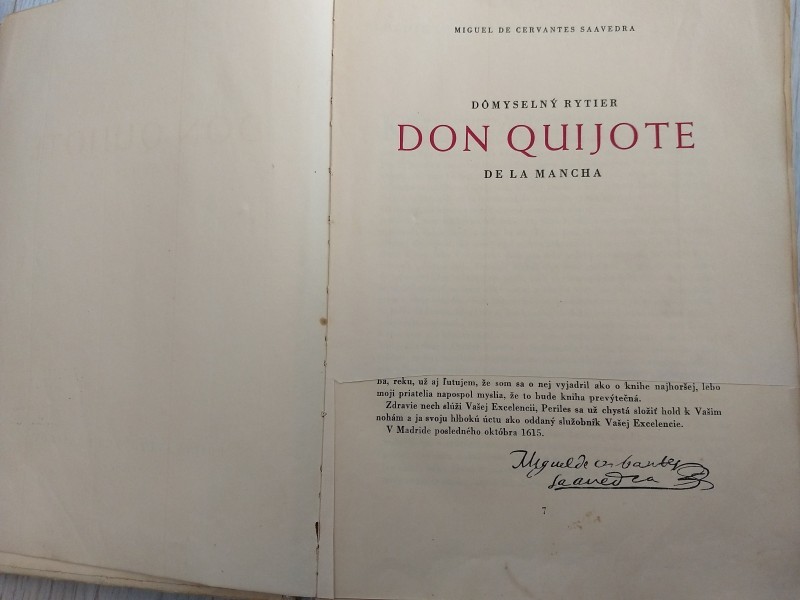 MIGUEL DE CERVANTES SAAVEDRA
DÔMYSELNÝ RYTIER
DON QUIJOTE
DE LA MANCHA
ba, reku, už aj ľutujem, že som sa o nej vyjadril ako o knihe najhoršej, lebo
moji priatelia napospol myslia, že to bude kniha prevýtečná.
Zdravie nech slúži Vašej Excelencii, Periles sa už chystá složiť hold k Vašim
nohám a ja svoju hlbokú úctu ako oddaný služobník Vašej Excelencie.
V Madride posledného októbra 1615.
Miguel de cerbantes
saavedra
7